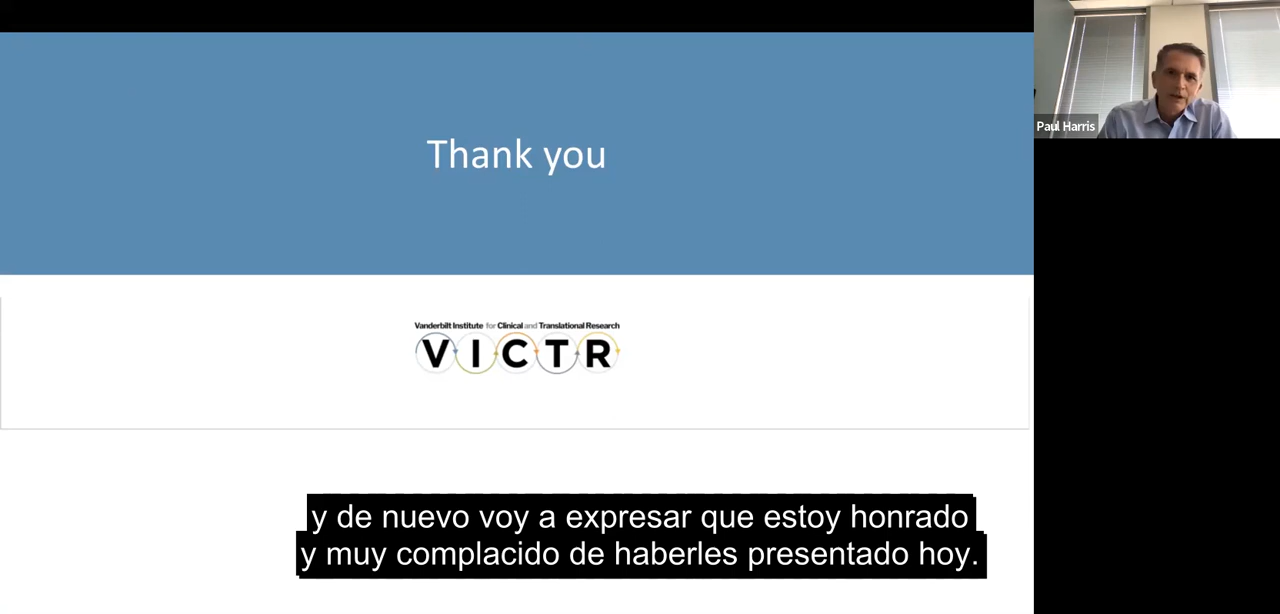 Paul Harris
Thank you
Vanderbilt Institute for Clinical and Translational Research
VICTR
y de nuevo voy a expresar que estoy honrado
y muy complacido de haberles presentado hoy.